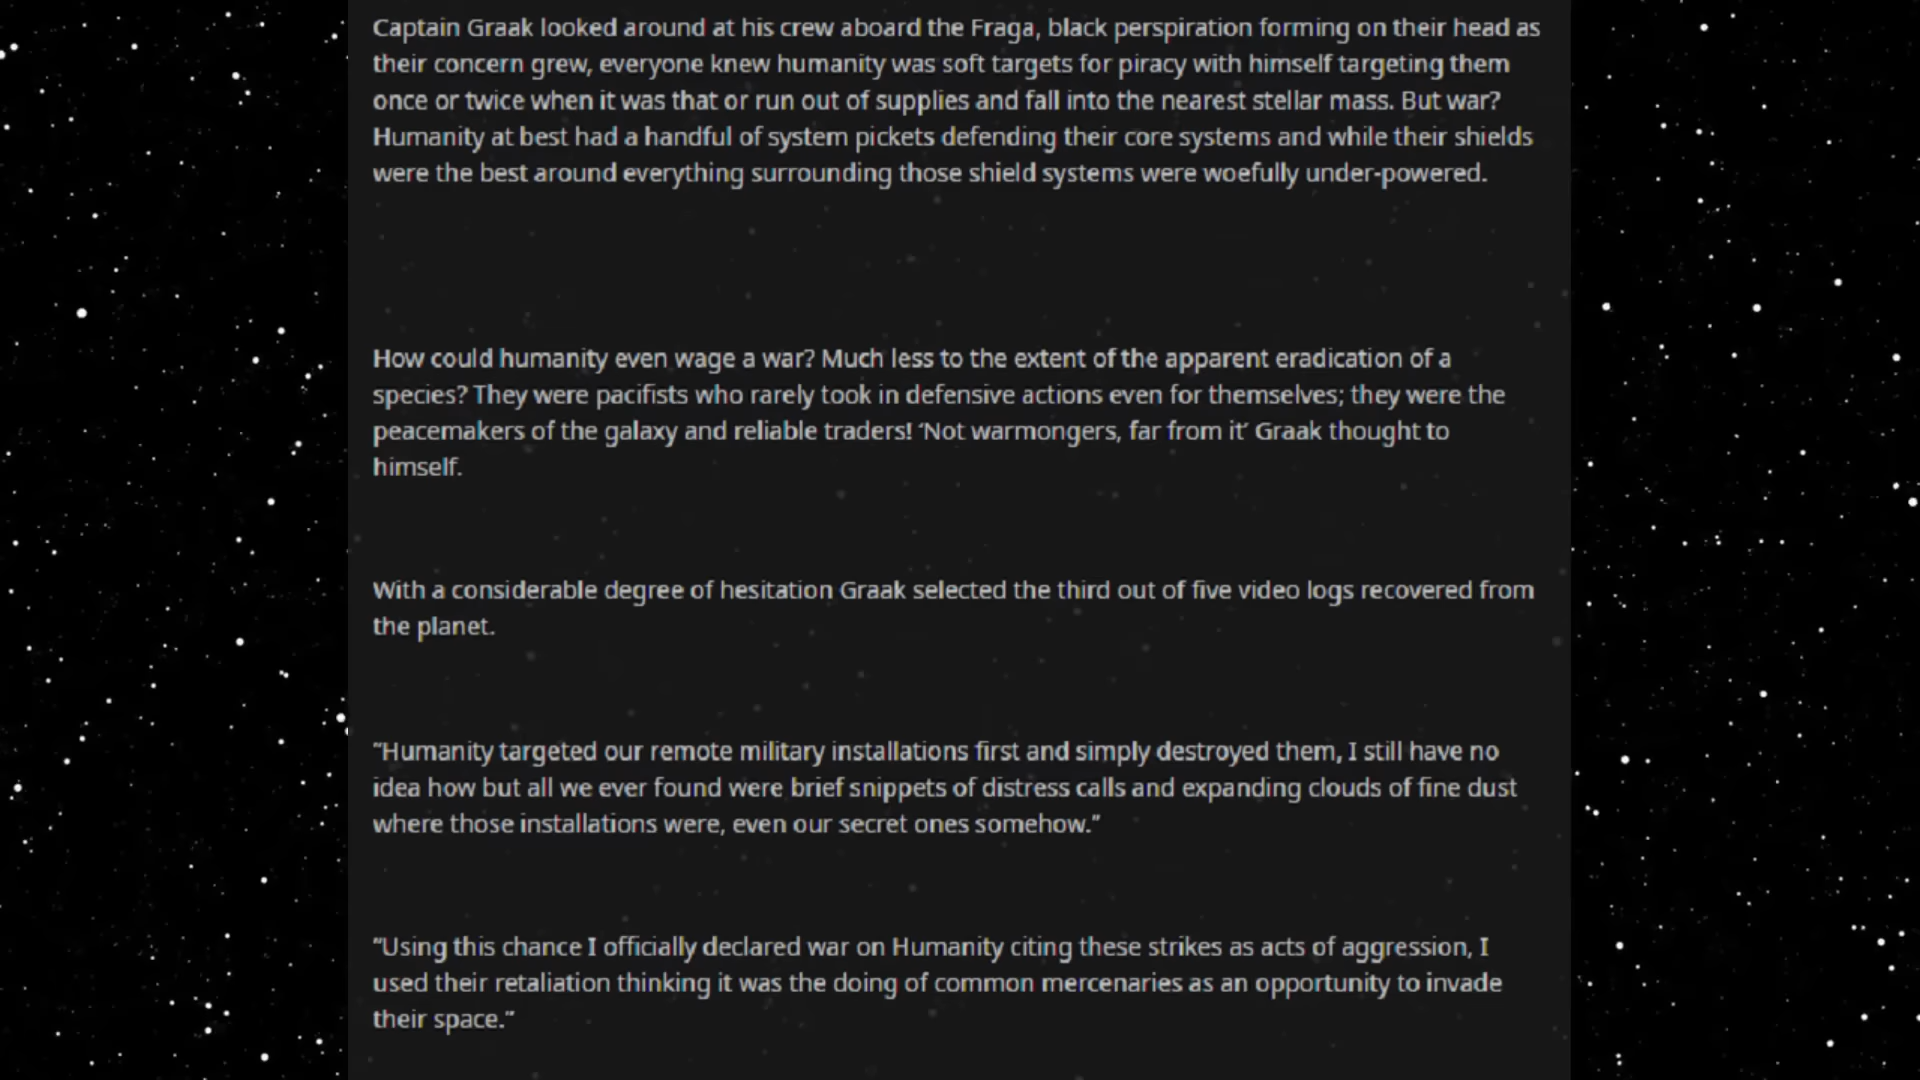 Captain Graak looked around at his crew aboard the Fraga, black perspiration forming on their head as
their concern grew, everyone knew humanity was soft targets for piracy with himself targeting them
once or twice when it was that or run out of supplies and fall into the nearest stellar mass. But war?
Humanity at best had a handful of system pickets defending their core systems and while their shields
were the best around everything surrounding those shield systems were woefully under-powered.
How could humanity even wage a war? Much less to the extent of the apparent eradication of a
species? They were pacifists who rarely took in defensive actions even for themselves; they were the
peacemakers of the galaxy and reliable traders! ‘Not warmongers, far from it’ Graak thought to
himself.
With a considerable degree of hesitation Graak selected the third out of five video logs recovered from
the planet.
“Humanity targeted our remote military installations first and simply destroyed them, I still have no
idea how but all we ever found were brief snippets of distress calls and expanding clouds of fine dust
where those installations were, even our secret ones somehow.”
“Using this chance I officially declared war on Humanity citing these strikes as acts of aggression, I
used their retaliation thinking it was the doing of common mercenaries as an opportunity to invade
their space.”